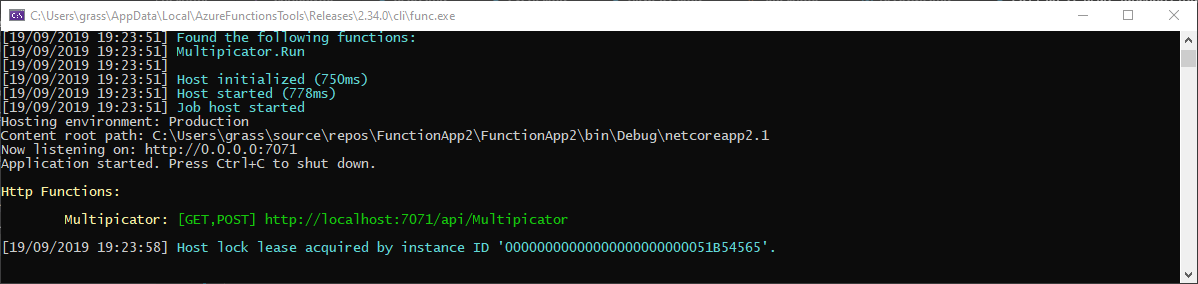 C:\Users\grass\AppData\Local\AzureFunctionsTools\Releases\2.34.0\cli\func.exe
[19/09/2019 19:23:51] Found the following functions:
[19/09/2019 19:23:51] Multipicator.Run
[19/09/2019 19:23:51]
[19/09/2019 19:23:51] Host initialized (750ms)
[19/09/2019 19:23:51] Host started (778ms)
[19/09/2019 19:23:51] Job host started
Hosting environment: Production
Content root path: C:\Users\grass\source\repos\FunctionApp2\FunctionApp2\bin\Debug\netcoreapp2.1
Now listening on: http://0.0.0.0:7071
Application started. Press Ctrl+C to shut down.
Http Functions:
Multipicator: [GET,POST] http://localhost:7071/api/Multipicator
[19/09/2019 19:23:58] Host lock lease acquired by instance ID '00000000000000000000000051B54565'.